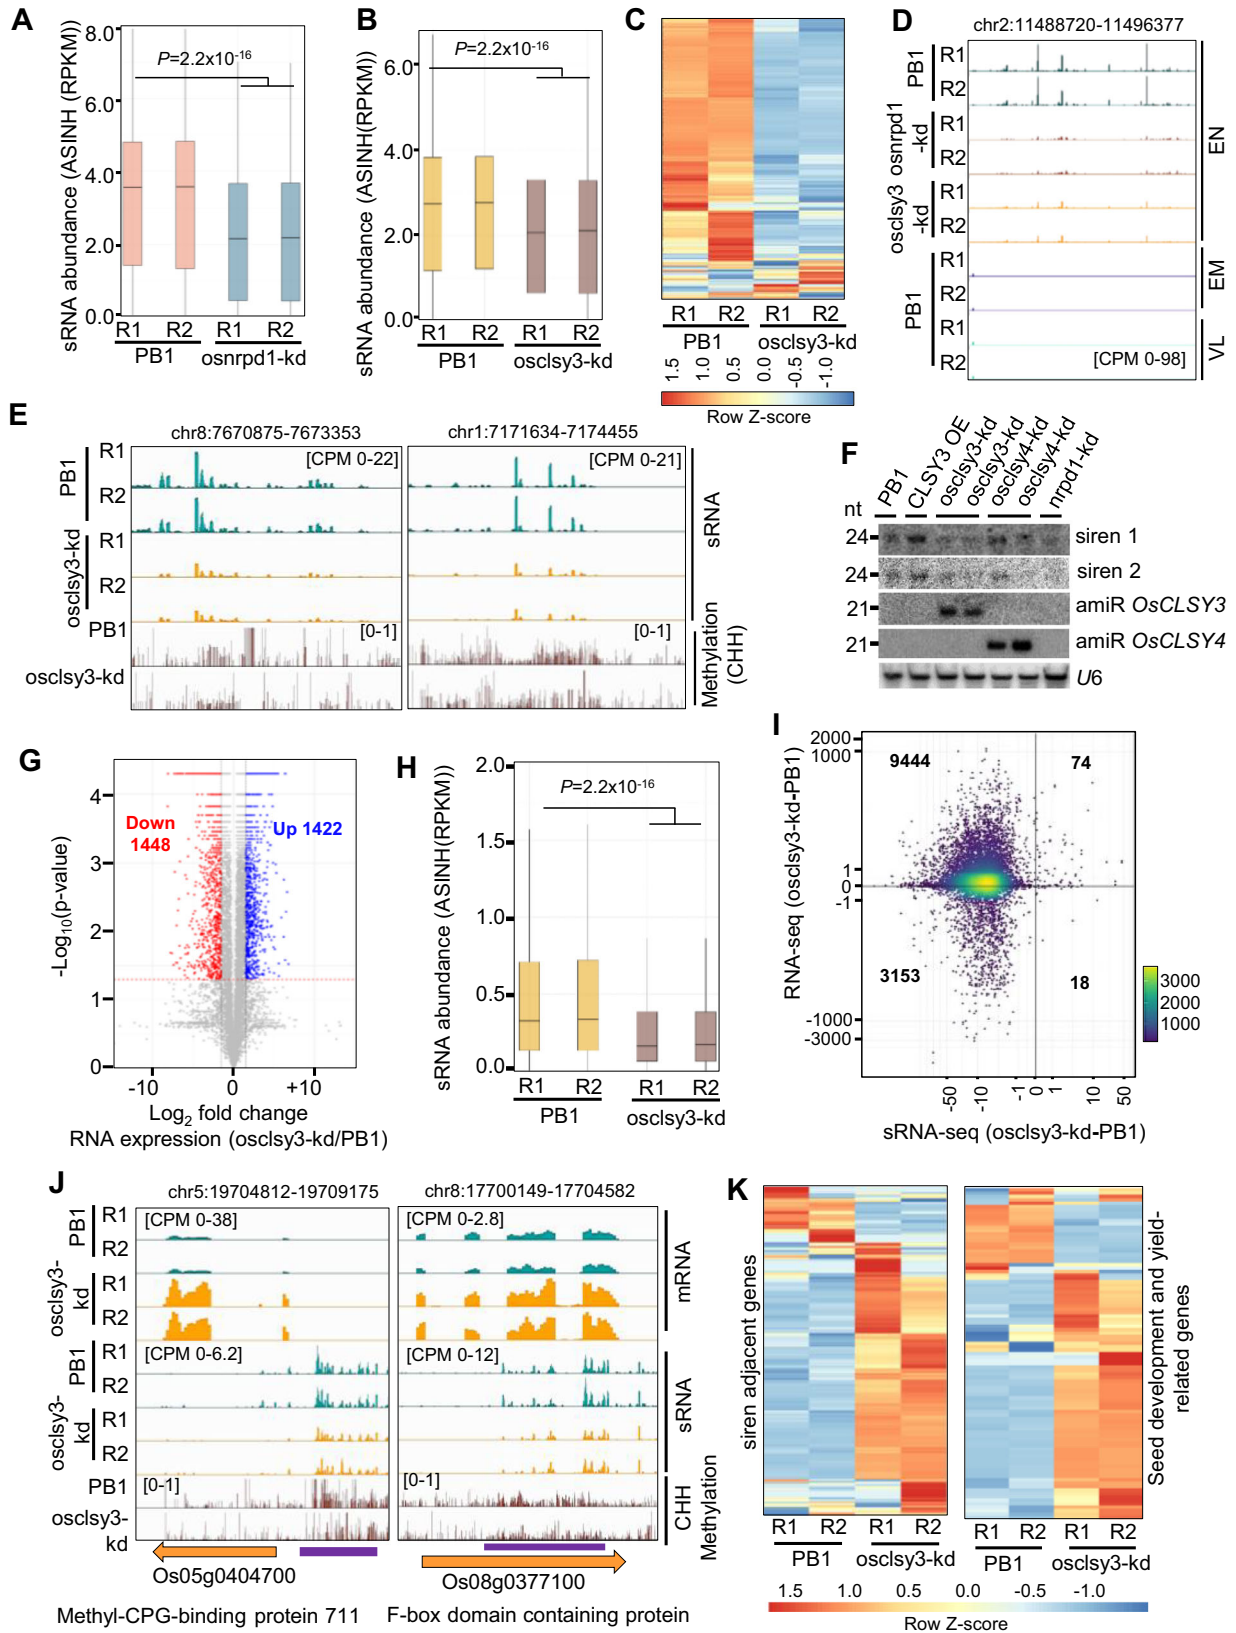 A
sRNA abundance (ASINH (RPKM))
8.0
6.0
4.0
2.0
0.0
P=2.2x10-16
R1 R2 R1 R2
PB1 osnrpd1-kd
B
sRNA abundance (ASINH(RPKM))
6.0
4.0
2.0
0.0
P=2.2x10-16
R1 R2 R1 R2
PB1 osclsy3-kd
C
R1 R2 R1 R2
PB1 osclsy3-kd
1.5 1.0 0.5 0.0 -0.5 -1.0
Row Z-score
D
chr2:11488720-11496377
PB1
R1
R2
osnrpd1
-kd
R1
R2
osclsy3
-kd
R1
R2
PB1
R1
R2
R1
R2
[CPM 0-98]
EN
EM
VL
E
chr8:7670875-7673353
chr1:7171634-7174455
PB1
R1
R2
osclsy3-kd
R1
R2
PB1
osclsy3-kd
[CPM 0-22]
[CPM 0-21]
[0-1]
[0-1]
sRNA
Methylation
(CHH)
F
PB1
CLSY3 OE
osclsy3-kd
osclsy3-kd
osclsy4-kd
osclsy4-kd
nrpd1-kd
nt
24 siren 1
24 siren 2
21 amiR OsCLSY3
21 amiR OsCLSY4
U6
G
-Log10(p-value)
4
3
2
1
0
Down
1448
Up 1422
-10 0 +10
Log2 fold change
RNA expression (osclsy3-kd/PB1)
H
sRNA abundance (ASINH(RPKM))
2.0
1.5
1.0
0.5
0.0
P=2.2x10-16
R1 R2 R1 R2
PB1 osclsy3-kd
I
RNA-seq (osclsy3-kd-PB1)
2000
1000
1
0
-1
-1000
-3000
9444
74
3153
18
3000
2000
1000
-50 -10 -1 0 1 10 50
sRNA-seq (osclsy3-kd-PB1)
J
chr5:19704812-19709175
chr8:17700149-17704582
PB1
R1
R2
osclsy3-
kd
R1
R2
PB1
R1
R2
osclsy3-
kd
R1
R2
PB1
osclsy3-
kd
[CPM 0-38]
[CPM 0-2.8]
[CPM 0-6.2]
[CPM 0-12]
[0-1]
[0-1]
mRNA
sRNA
CHH
Methylation
Os05g0404700
Os08g0377100
Methyl-CPG-binding protein 711
F-box domain containing protein
K
siren adjacent genes
Seed development and yield-
related genes
R1 R2 R1 R2
PB1 osclsy3-kd
R1 R2 R1 R2
PB1 osclsy3-kd
1.5 1.0 0.5 0.0 -0.5 -1.0
Row Z-score